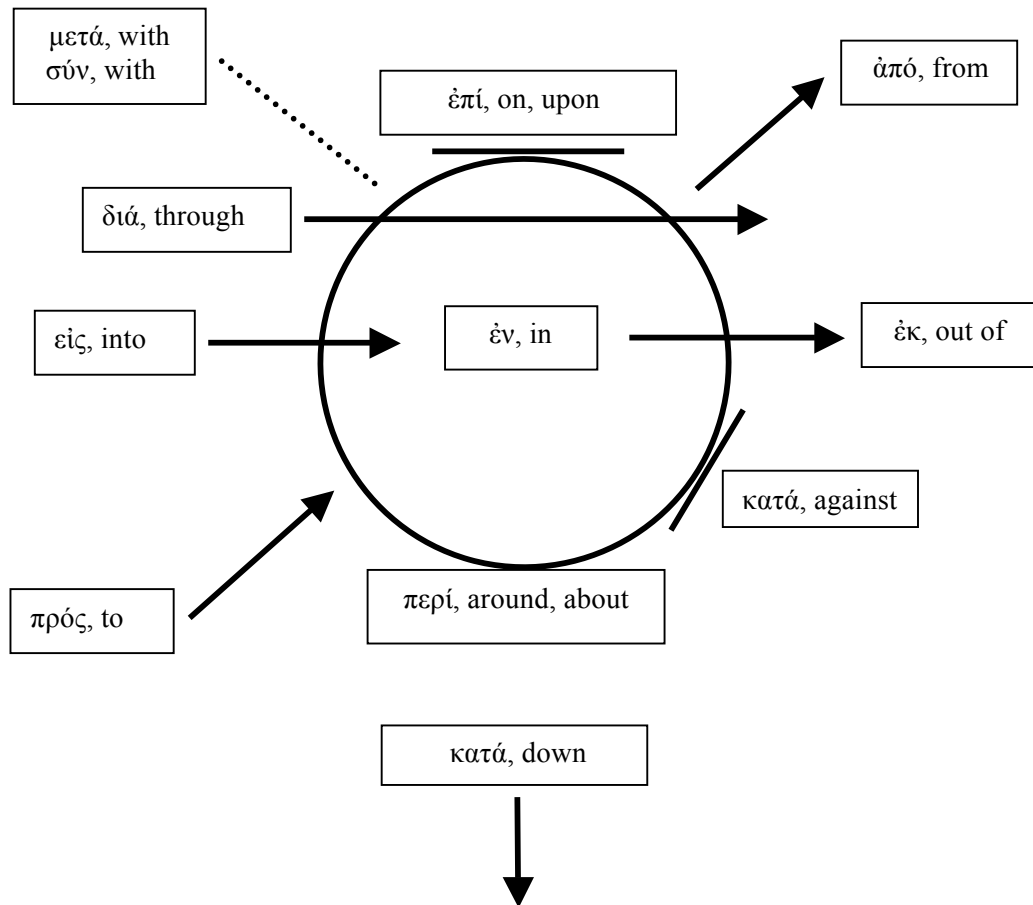 μετά, with
σύν, with
ἐπί, on, upon
ἀπό, from
διά, through
εἰς, into
ἐν, in
ἐκ, out of
κατά, against
πρός, to
περί, around, about
κατά, down